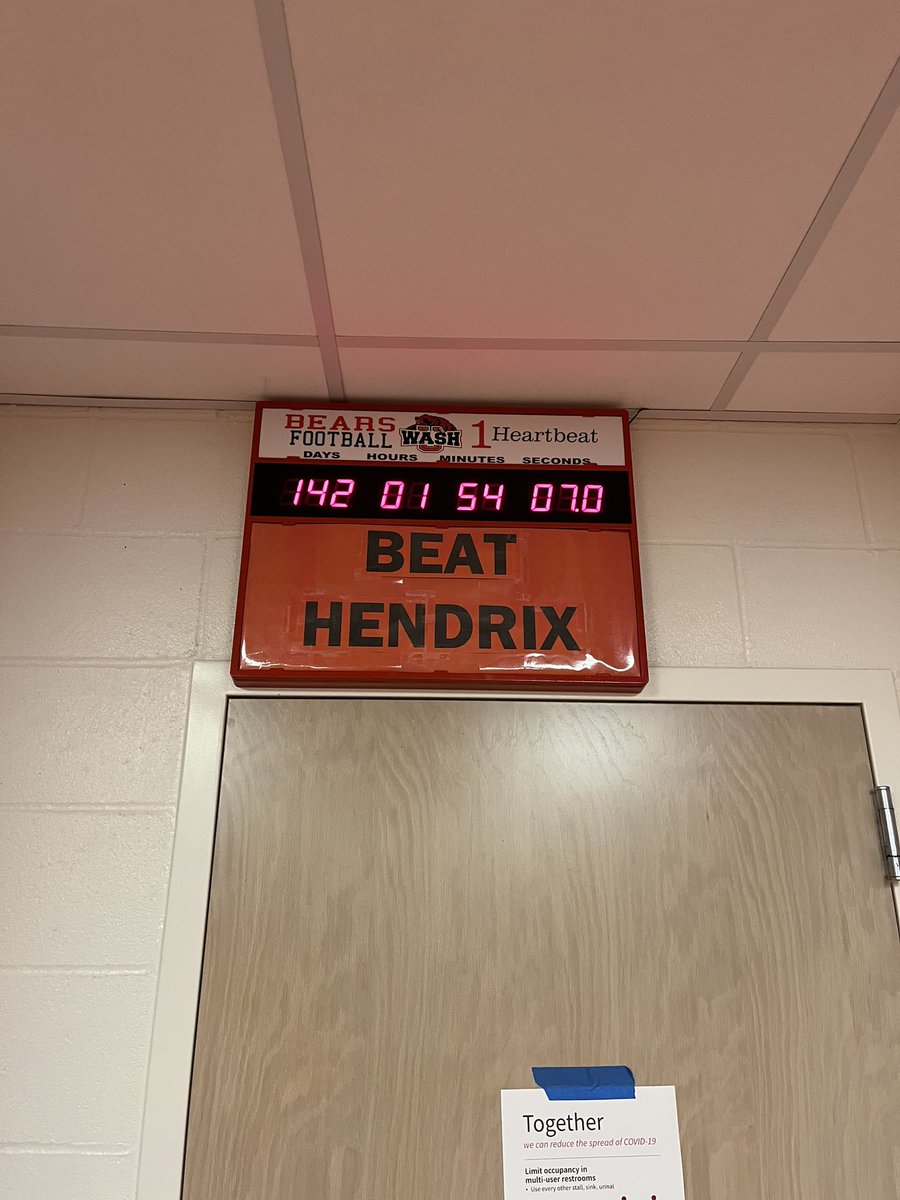 BEARS
FOOTBALL
WASH
U
1 Heartbeat
DAYS HOURS MINUTES SECONDS
142 01 54 07.0
BEAT
HENDRIX
Together
we can reduce the spread of COVID-19
Limit occupancy in
multi-user restrooms
• Use every other stall, sink, urinal